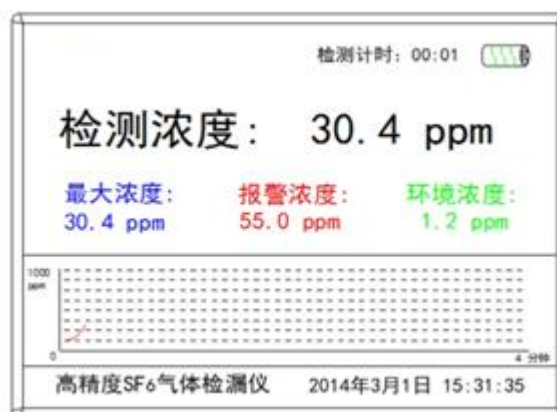 检测计时: 00:01
检测浓度: 30.4 ppm
最大浓度: 报警浓度: 环境浓度:
30.4 ppm 55.0 ppm 1.2 ppm
1000
ppm
0 4 分钟
高精度SF6气体检漏仪 2014年3月1日 15:31:35